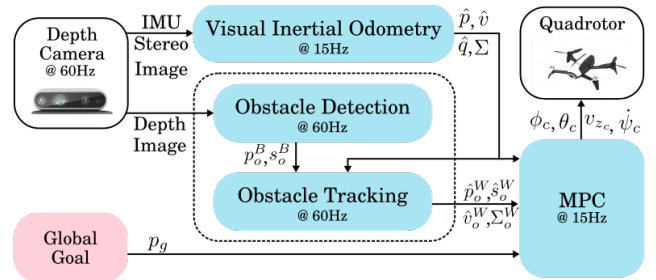 Depth
Camera
@ 60Hz
IMU
Stereo
Image
Depth
Image
Visual Inertial Odometry
@ 15Hz
p̂, v̂
q̂, Σ
Quadrotor
Obstacle Detection
@ 60Hz
p_o^B, s_o^B
Obstacle Tracking
@ 60Hz
p̂_o^W, ŝ_o^W
v̂_o^W, Σ_o^W
ϕ_c, θ_c, v_{z_c}, ψ̇_c
MPC
@ 15Hz
Global
Goal
p_g